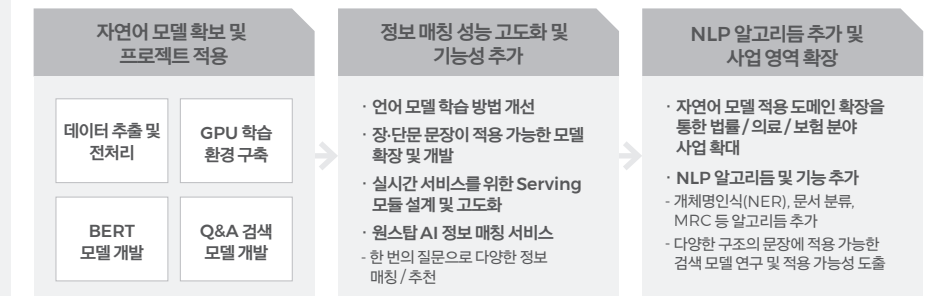 자연어 모델 확보 및
프로젝트 적용
데이터 추출 및
전처리
GPU 학습
환경 구축
BERT
모델 개발
Q&A 검색
모델 개발
정보 매칭 성능 고도화 및
기능성 추가
· 언어 모델 학습 방법 개선
· 장·단문 문장이 적용 가능한 모델
확장 및 개발
· 실시간 서비스를 위한 Serving
모듈 설계 및 고도화
· 원스탑 AI 정보 매칭 서비스
- 한 번의 질문으로 다양한 정보
매칭 / 추천
NLP 알고리듬 추가 및
사업 영역 확장
· 자연어 모델 적용 도메인 확장을
통한 법률 / 의료 / 보험 분야
사업 확대
· NLP 알고리듬 및 기능 추가
- 개체명인식(NER), 문서 분류,
MRC 등 알고리듬 추가
- 다양한 구조의 문장에 적용 가능한
검색 모델 연구 및 적용 가능성 도출